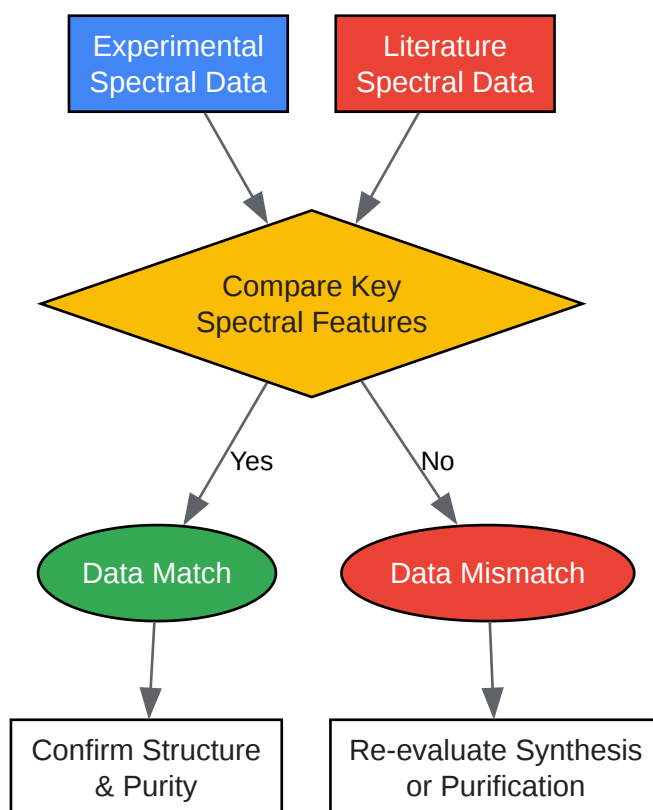 Experimental
Spectral Data
Literature
Spectral Data
Compare Key
Spectral Features
Yes
No
Data Match
Data Mismatch
Confirm Structure
& Purity
Re-evaluate Synthesis
or Purification